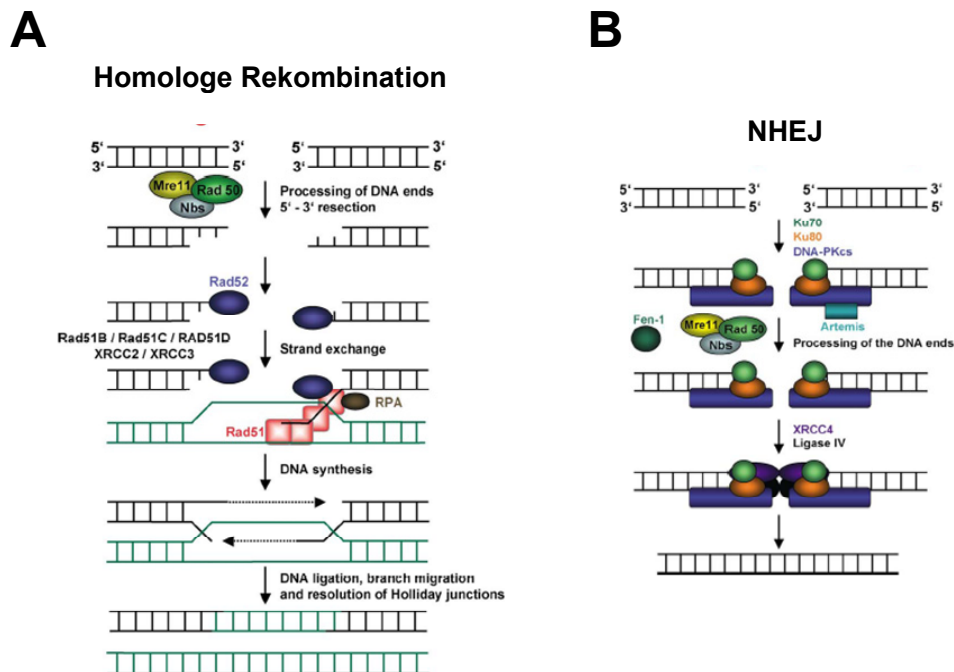 A
Homologe Rekombination
5' 3'
3' 5'
5' 3'
3' 5'
Mre11
Rad 50
Nbs
Processing of DNA ends
5' - 3' resection
Rad52
Rad51B / Rad51C / RAD51D
XRCC2 / XRCC3
Strand exchange
RPA
Rad51
DNA synthesis
DNA ligation, branch migration
and resolution of Holliday junctions
B
NHEJ
5' 3'
3' 5'
5' 3'
3' 5'
Ku70
Ku80
DNA-PKcs
Artemis
Fen-1
Mre11
Rad 50
Nbs
Processing of the DNA ends
XRCC4
Ligase IV